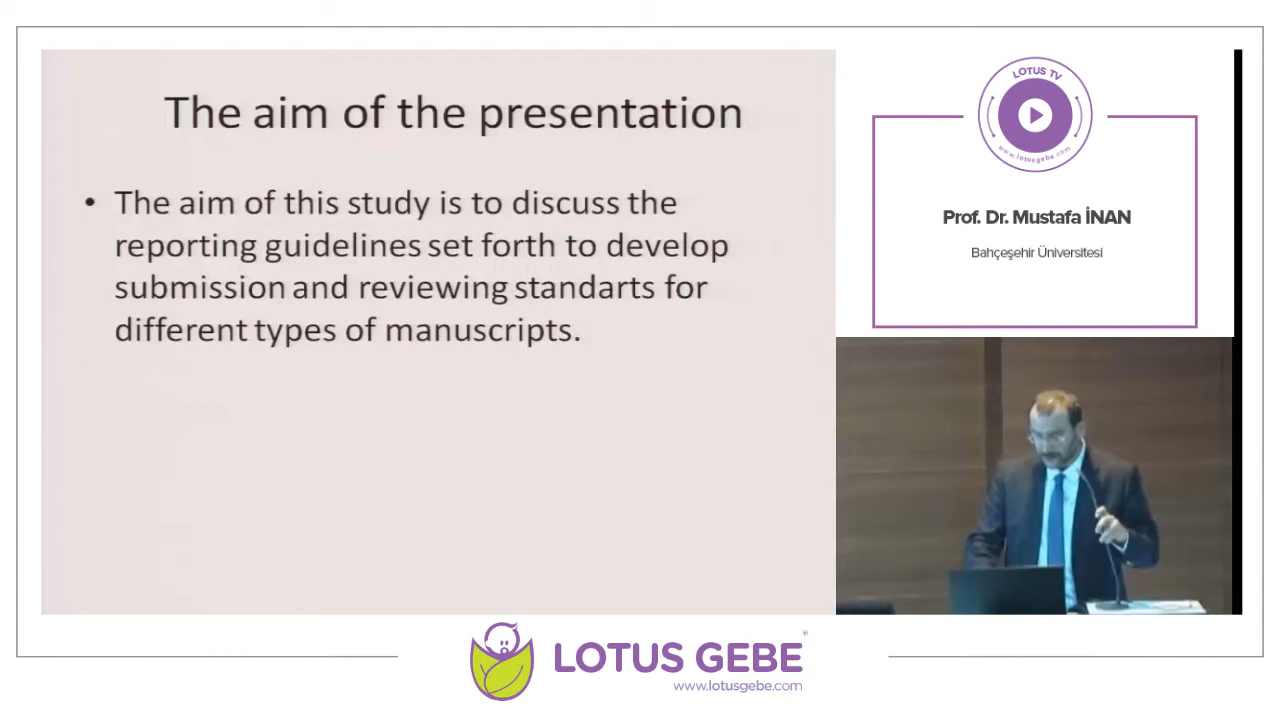 The aim of the presentation
• The aim of this study is to discuss the
reporting guidelines set forth to develop
submission and reviewing standarts for
different types of manuscripts.
LOTUS TV
www.lotusgebe.com
Prof. Dr. Mustafa İNAN
Bahçeşehir Üniversitesi
LOTUS GEBE
®
www.lotusgebe.com